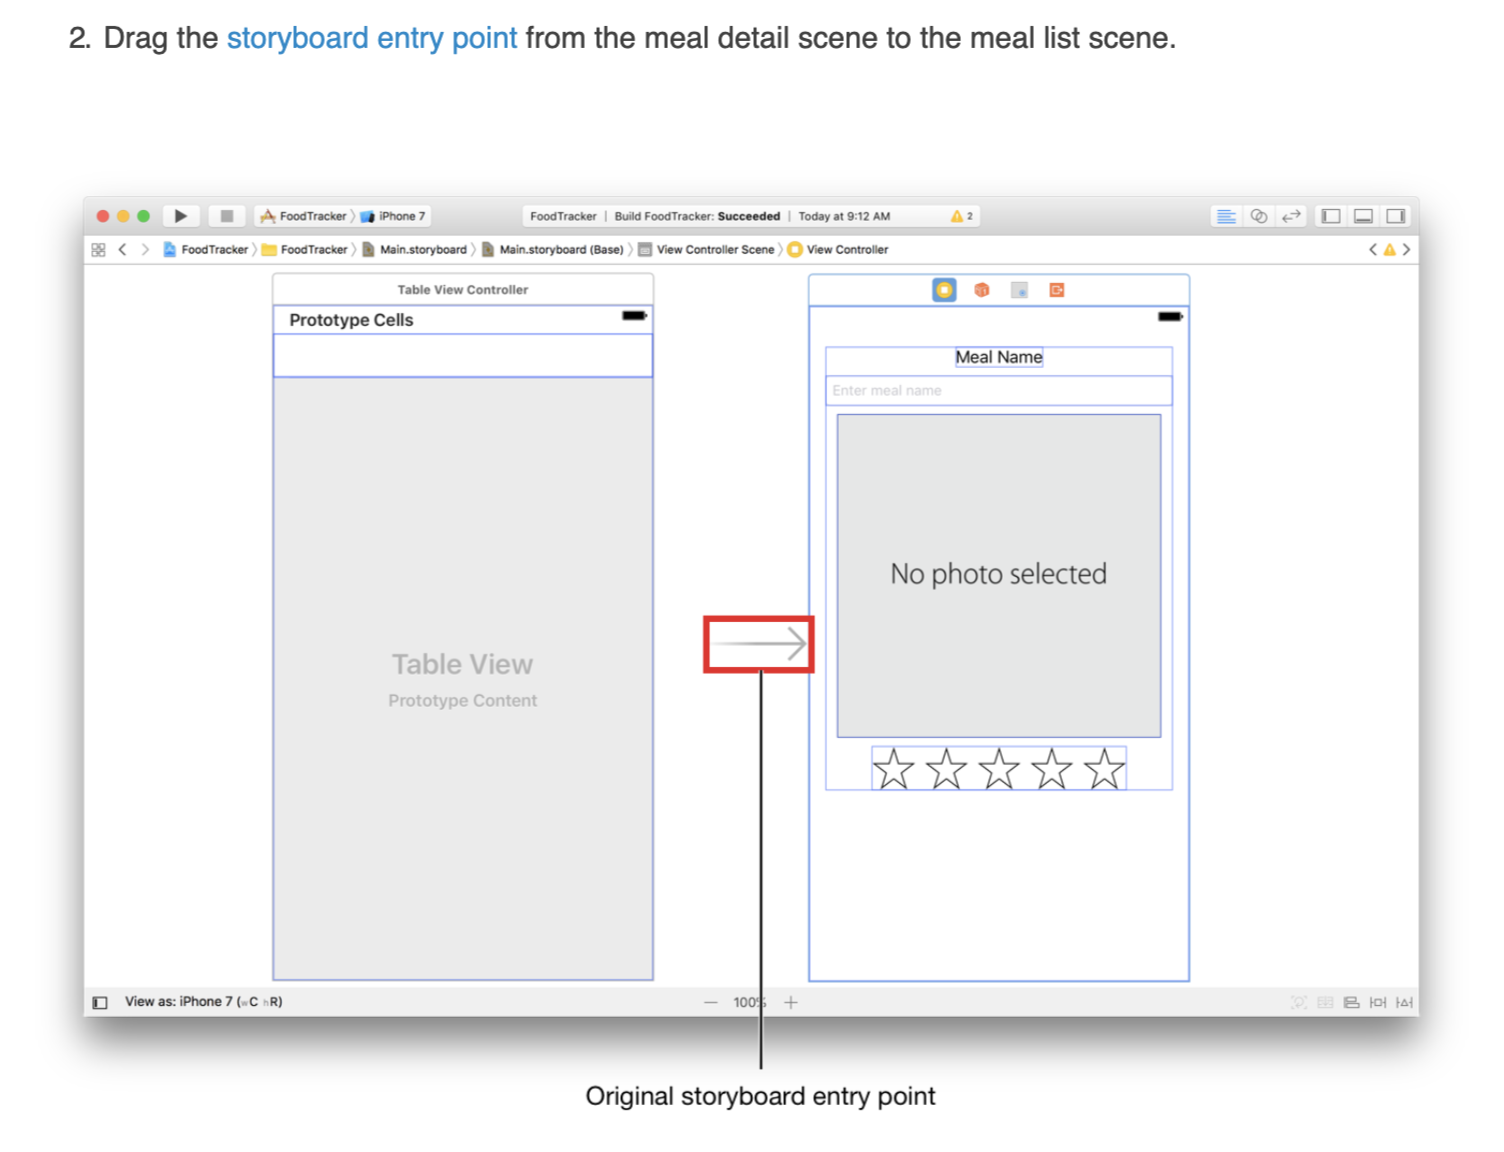 2. Drag the storyboard entry point from the meal detail scene to the meal list scene.
FoodTracker iPhone 7
FoodTracker | Build FoodTracker: Succeeded | Today at 9:12 AM 2
FoodTracker FoodTracker Main.storyboard Main.storyboard (Base) View Controller Scene View Controller
Table View Controller
Prototype Cells
Meal Name
Enter meal name
No photo selected
Table View
Prototype Content
View as: iPhone 7 (wC hR)
100%
Original storyboard entry point